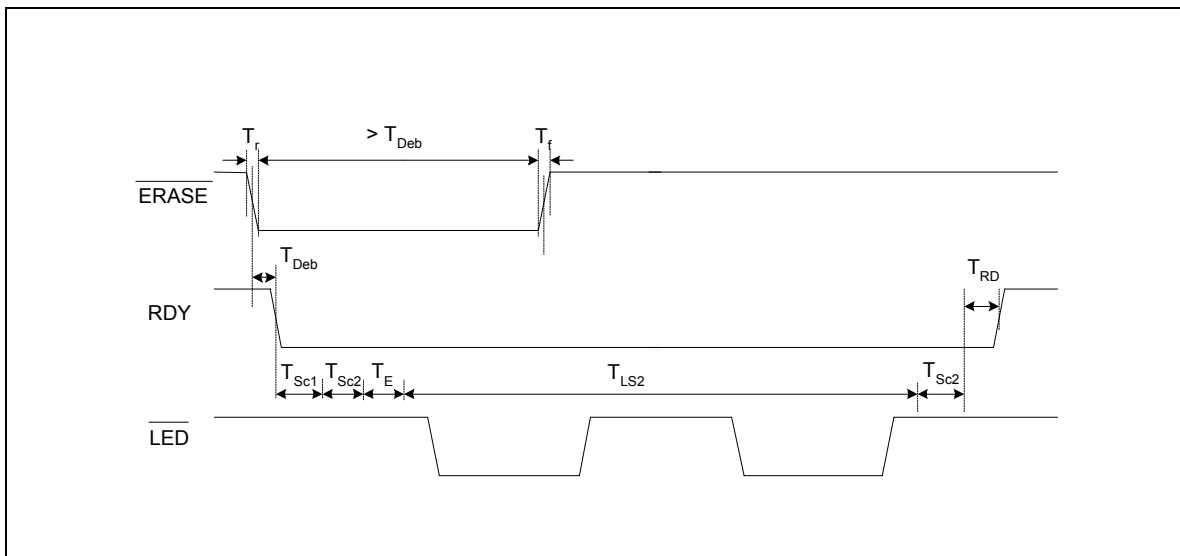 Tr
> TDeb
Tf
ERASE
TDeb
TRD
RDY
TSc1
TSc2
TE
TLS2
TSc2
LED